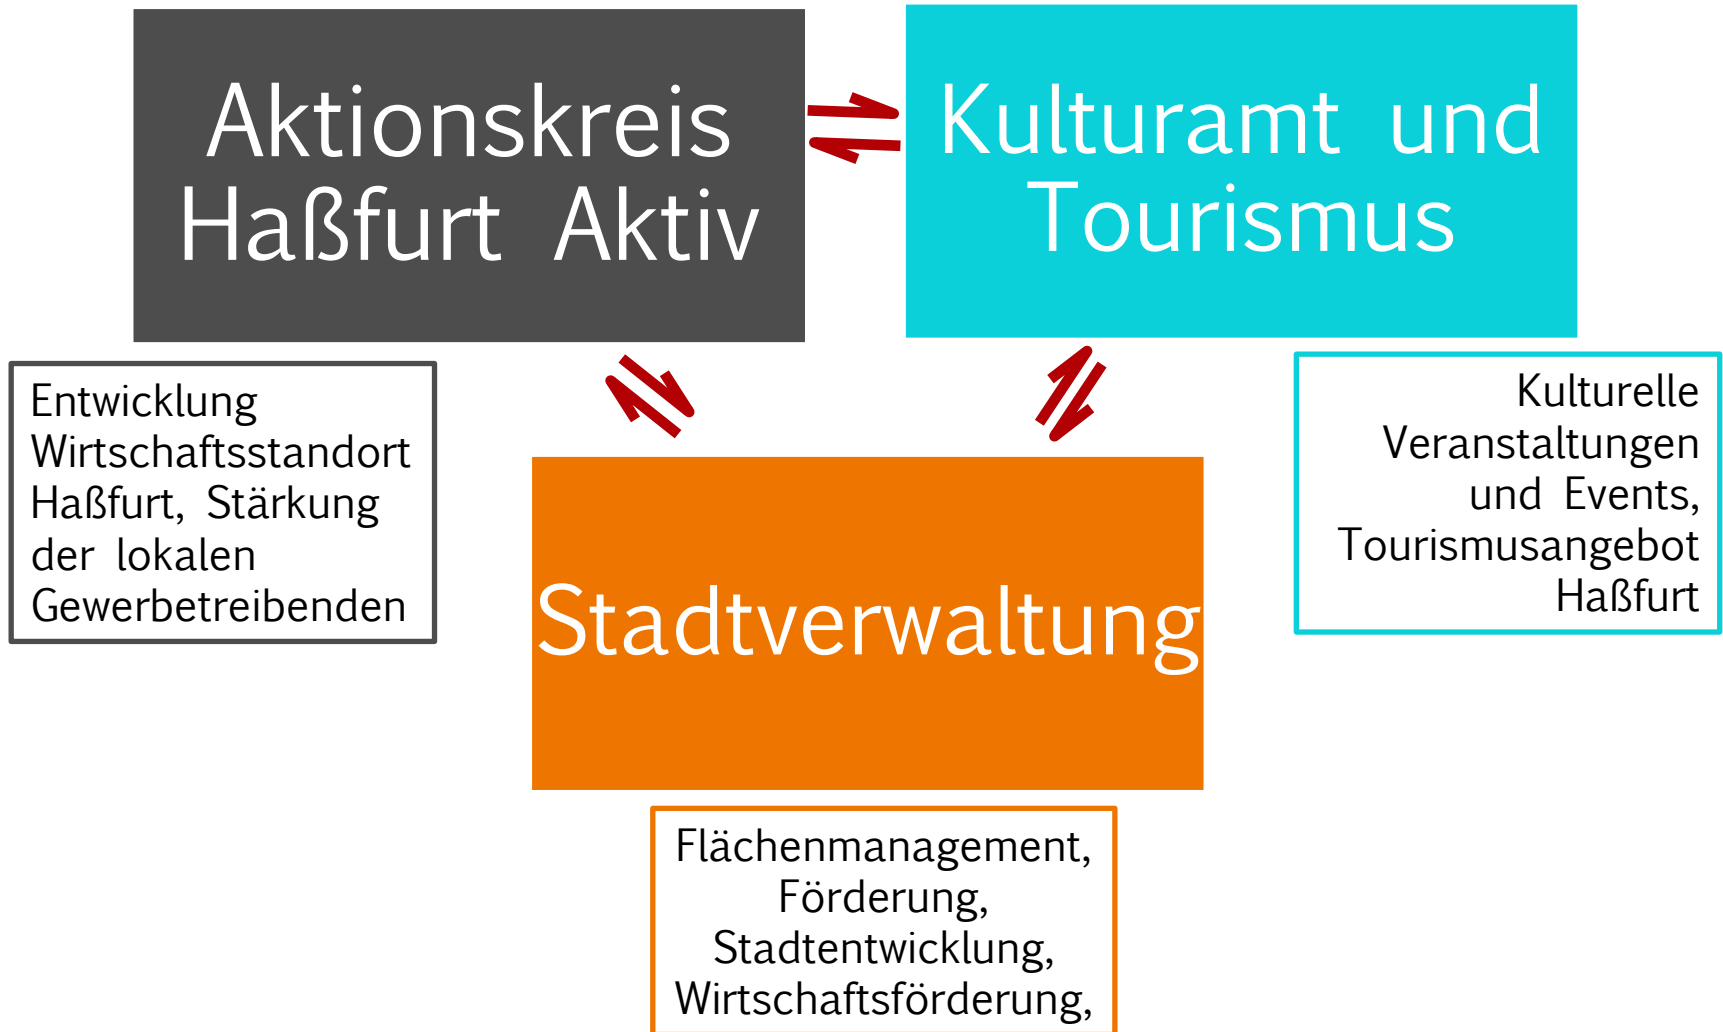 Aktionskreis
Haßfurt Aktiv
Kulturamt und
Tourismus
Entwicklung
Wirtschaftsstandort
Haßfurt, Stärkung
der lokalen
Gewerbetreibenden
Kulturelle
Veranstaltungen
und Events,
Tourismusangebot
Haßfurt
Stadtverwaltung
Flächenmanagement,
Förderung,
Stadtentwicklung,
Wirtschaftsförderung,